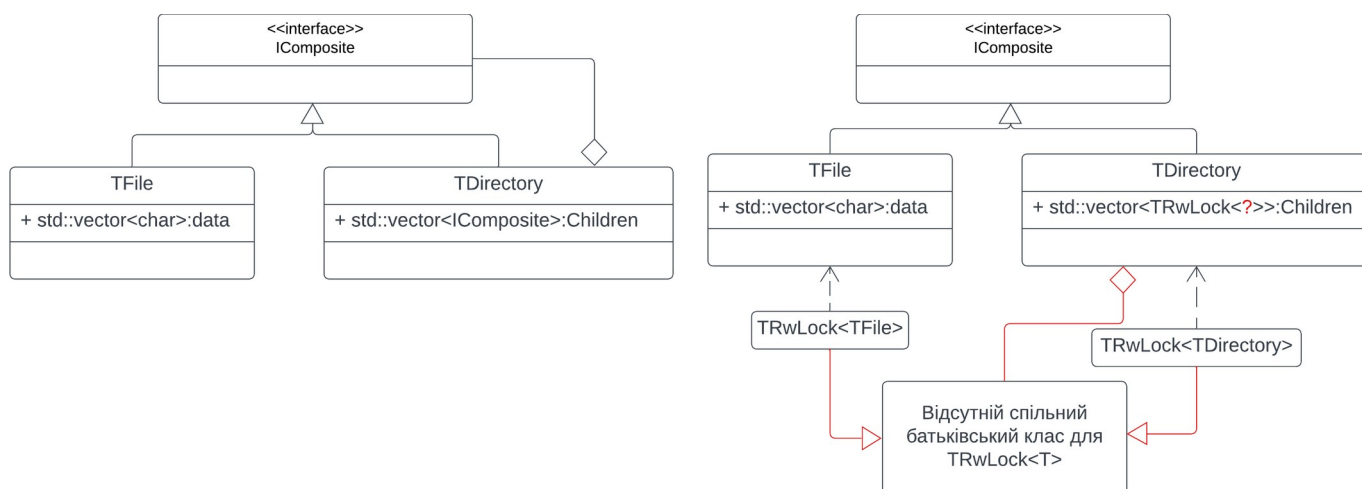 <<interface>>
IComposite
TFile
+ std::vector<char>:data
TDirectory
+ std::vector<IComposite>:Children
<<interface>>
IComposite
TFile
+ std::vector<char>:data
TDirectory
+ std::vector<TRwLock<?>>:Children
TRwLock<TFile>
TRwLock<TDirectory>
Відсутній спільний
батьківський клас для
TRwLock<T>